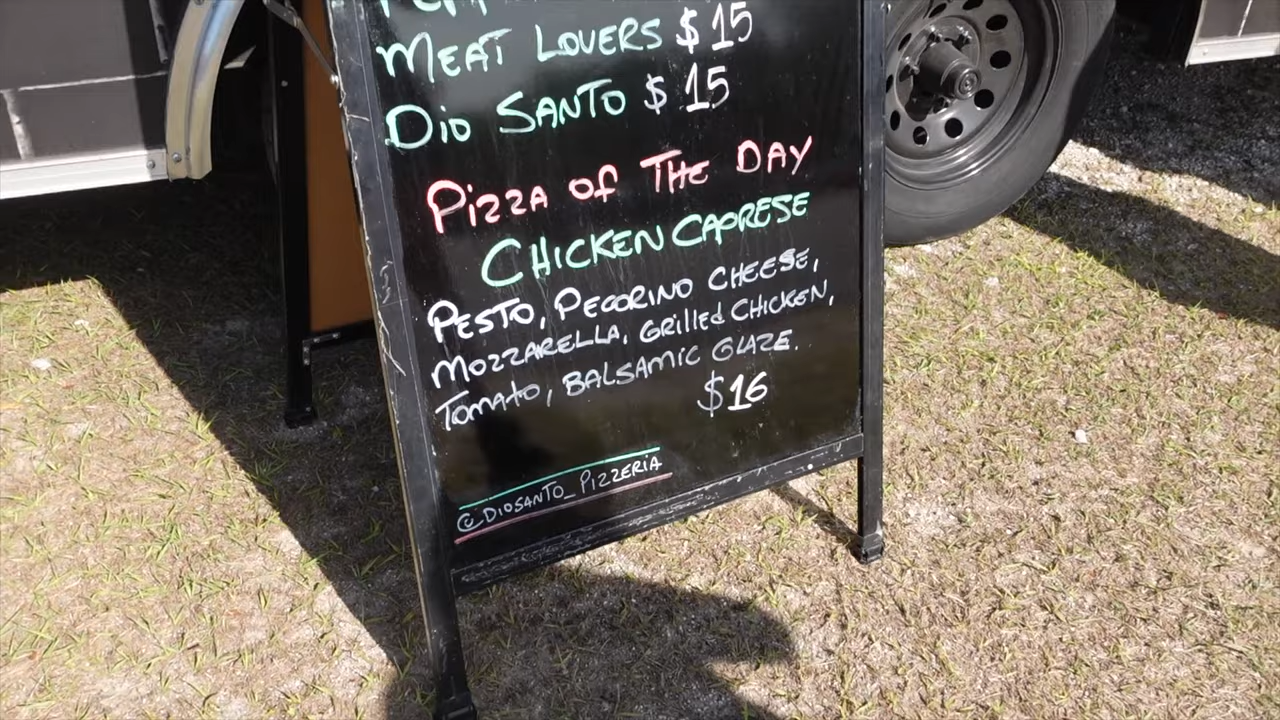 MEAT LOVERS $15
DIO SANTO $15
PIZZA OF THE DAY
CHICKEN CAPRESE
PESTO, PECORINO CHEESE,
MOZZARELLA, GRILLED CHICKEN,
TOMATO, BALSAMIC GLAZE.
$16
@DIOSANTO_PIZZERIA